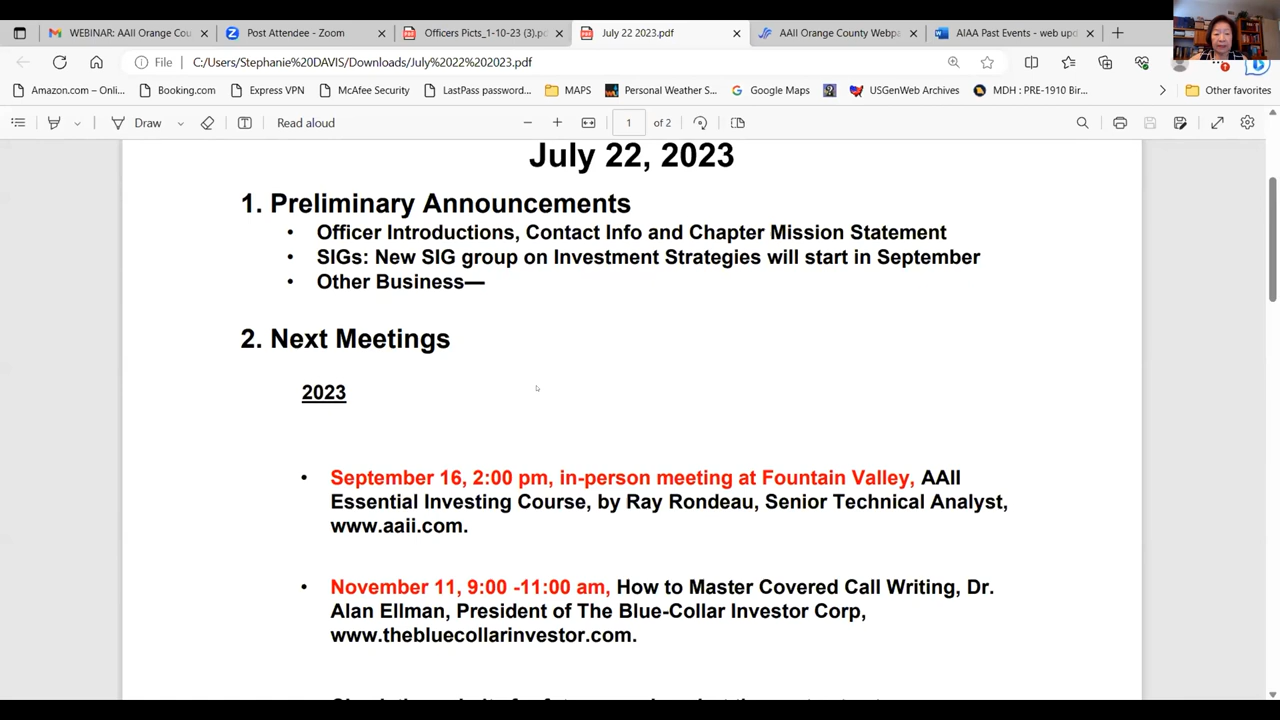 WEBINAR: AAII Orange Cou
Post Attendee - Zoom
Officers Picts_1-10-23 (3).pdf
July 22 2023.pdf
AAII Orange County Webpa
AIAA Past Events - web upd
File
C:/Users/Stephanie%20DAVIS/Downloads/July%2022%202023.pdf
Amazon.com – Onli...
Booking.com
Express VPN
McAfee Security
LastPass password...
MAPS
Personal Weather S...
Google Maps
USGenWeb Archives
MDH : PRE-1910 Bir...
Other favorites
Draw
Read aloud
1
of 2
July 22, 2023
1. Preliminary Announcements
• Officer Introductions, Contact Info and Chapter Mission Statement
• SIGs: New SIG group on Investment Strategies will start in September
• Other Business—
2. Next Meetings
2023
• September 16, 2:00 pm, in-person meeting at Fountain Valley, AAII
Essential Investing Course, by Ray Rondeau, Senior Technical Analyst,
www.aaii.com.
• November 11, 9:00 -11:00 am, How to Master Covered Call Writing, Dr.
Alan Ellman, President of The Blue-Collar Investor Corp,
www.thebluecollarinvestor.com.